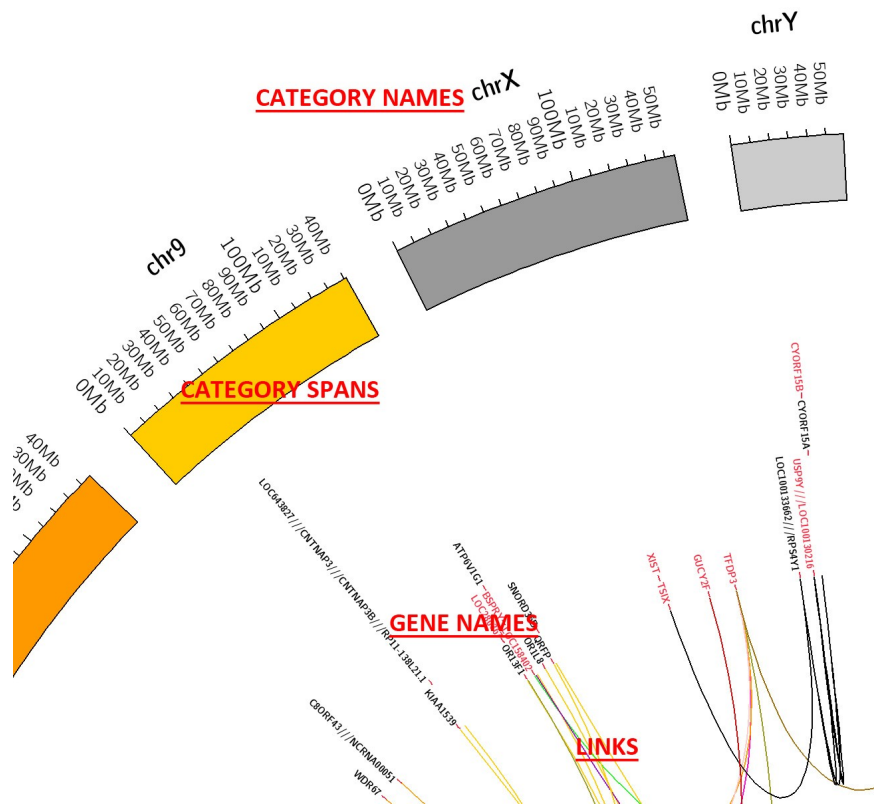 chrY
0Mb
10Mb
20Mb
30Mb
40Mb
50Mb
CATEGORY NAMES
chrX
0Mb
10Mb
20Mb
30Mb
40Mb
50Mb
60Mb
70Mb
80Mb
90Mb
100Mb
10Mb
20Mb
30Mb
40Mb
50Mb
chr9
0Mb
10Mb
20Mb
30Mb
40Mb
50Mb
60Mb
70Mb
80Mb
90Mb
100Mb
10Mb
20Mb
30Mb
40Mb
30Mb
40Mb
CATEGORY SPANS
CYORF15B
CYORF15A
USP9Y///LOC100130216
LOC100133662///RPS4Y1
TFDP3
GUCY2F
XIST
TSIX
LOC643827///CNTNAP3///CNTNAP3B///RP11-138L21.1
ATP6V1G1
GENE NAMES
QRFP
OR1L8
OR13F1
KIAA1539
C8ORF43///NCRNA00051
WDR67
LINKS